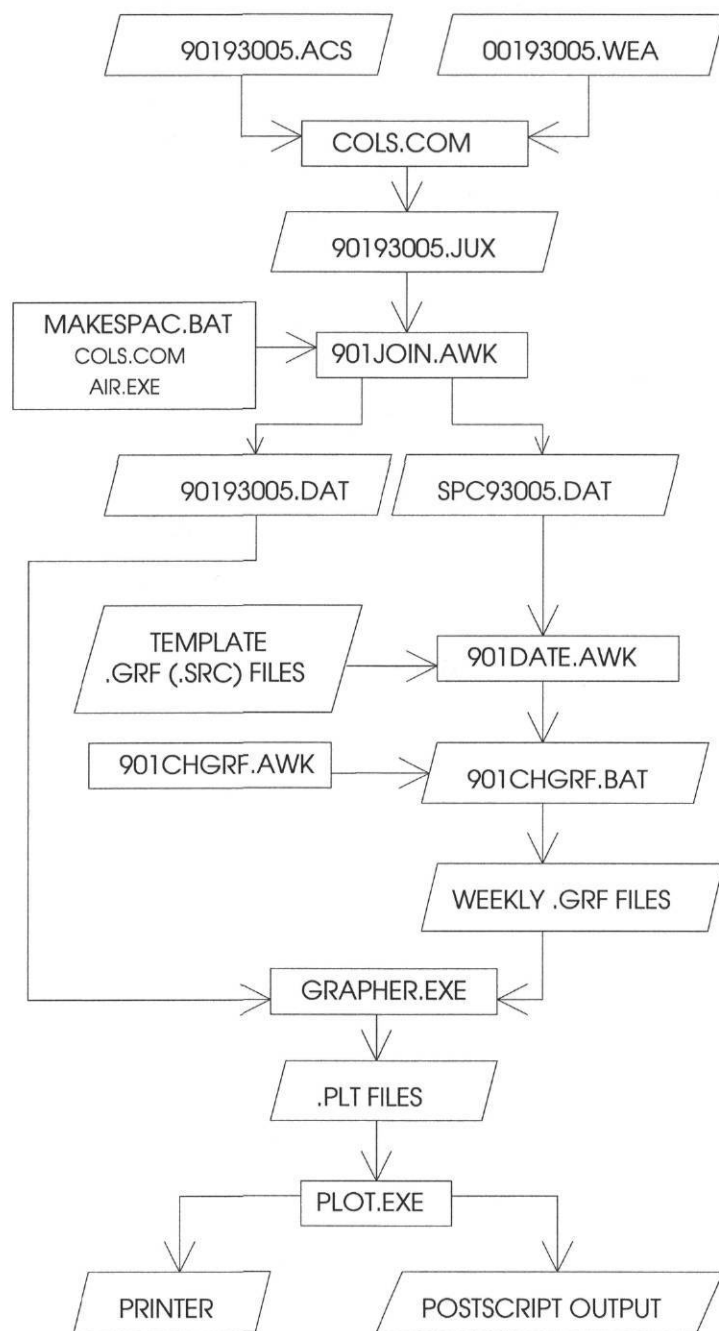 90193005.ACS
00193005.WEA
COLS.COM
90193005.JUX
MAKESPAC.BAT
COLS.COM
AIR.EXE
901JOIN.AWK
90193005.DAT
SPC93005.DAT
TEMPLATE
.GRF (.SRC) FILES
901DATE.AWK
901CHGRF.AWK
901CHGRF.BAT
WEEKLY .GRF FILES
GRAPHER.EXE
.PLT FILES
PLOT.EXE
PRINTER
POSTSCRIPT OUTPUT